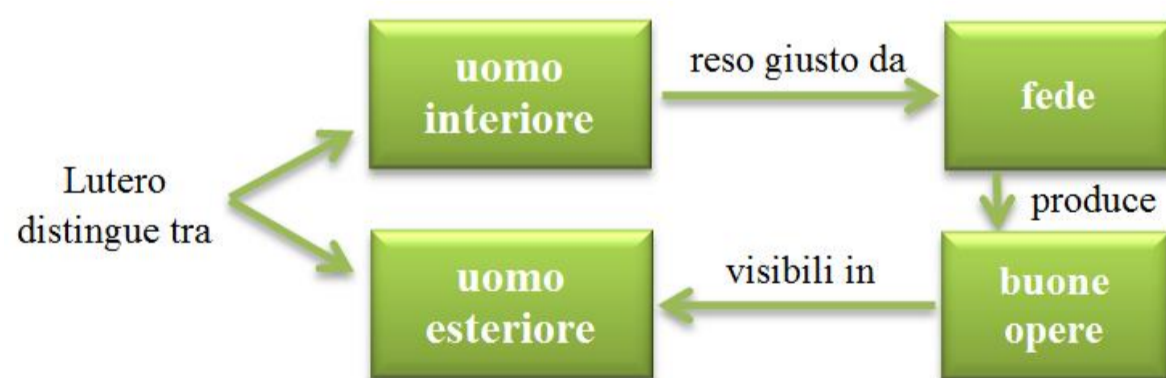 Lutero
distingue tra
uomo
interiore
reso giusto da
fede
produce
buone
opere
visibili in
uomo
esteriore